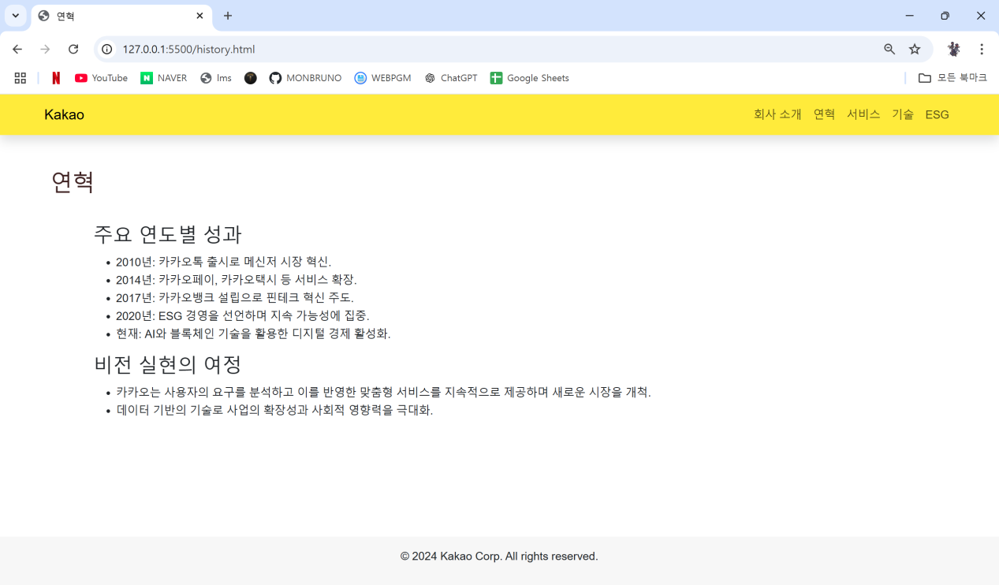 연혁
127.0.0.1:5500/history.html
YouTube NAVER lms MONBRUNO WEBPGM ChatGPT Google Sheets 모든 북마크
Kakao 회사 소개 연혁 서비스 기술 ESG
연혁
주요 연도별 성과
2010년: 카카오톡 출시로 메신저 시장 혁신.
2014년: 카카오페이, 카카오택시 등 서비스 확장.
2017년: 카카오뱅크 설립으로 핀테크 혁신 주도.
2020년: ESG 경영을 선언하며 지속 가능성에 집중.
현재: AI와 블록체인 기술을 활용한 디지털 경제 활성화.
비전 실현의 여정
카카오는 사용자의 요구를 분석하고 이를 반영한 맞춤형 서비스를 지속적으로 제공하며 새로운 시장을 개척.
데이터 기반의 기술로 사업의 확장성과 사회적 영향력을 극대화.
© 2024 Kakao Corp. All rights reserved.